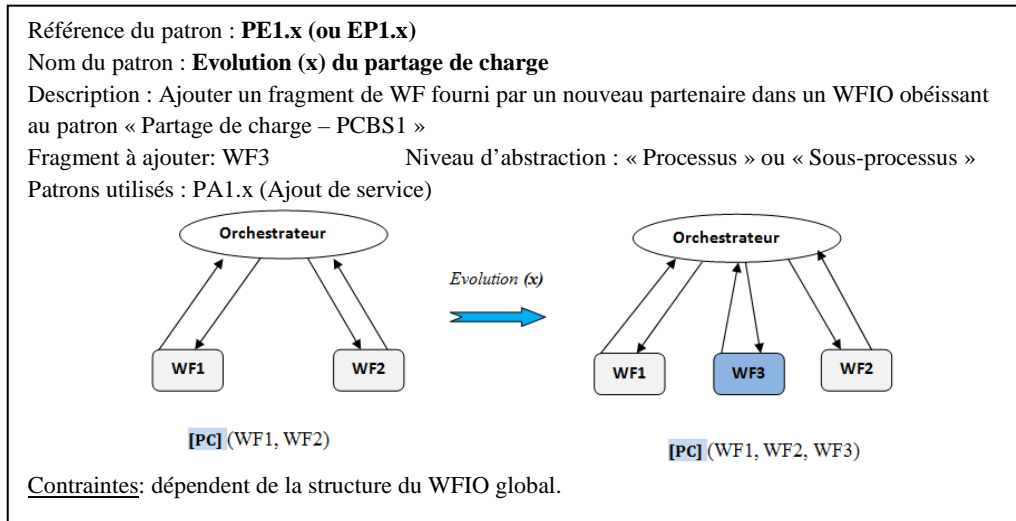 Référence du patron : PE1.x (ou EP1.x)
Nom du patron : Evolution (x) du partage de charge
Description : Ajouter un fragment de WF fourni par un nouveau partenaire dans un WFIO obéissant
au patron « Partage de charge – PCBS1 »
Fragment à ajouter: WF3 Niveau d’abstraction : « Processus » ou « Sous-processus »
Patrons utilisés : PA1.x (Ajout de service)
Orchestrateur
Orchestrateur
Evolution (x)
WF1
WF2
WF1
WF3
WF2
[PC] (WF1, WF2)
[PC] (WF1, WF2, WF3)
Contraintes: dépendent de la structure du WFIO global.